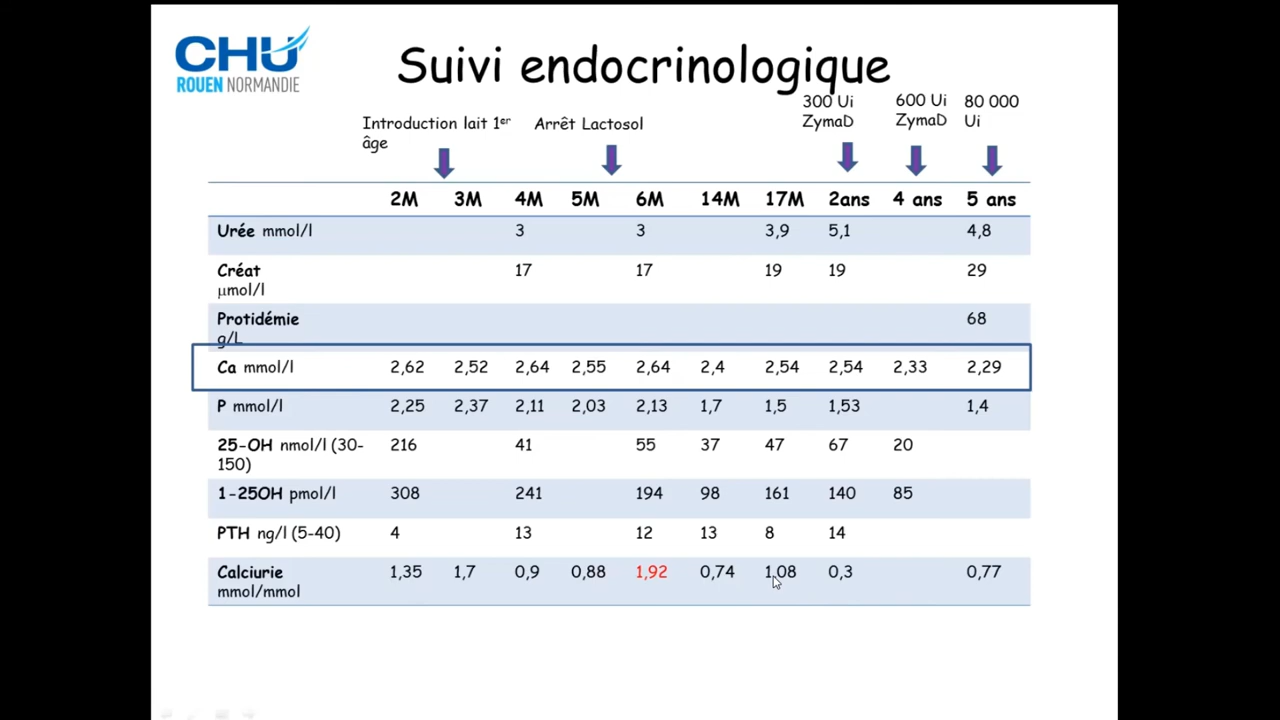 CHU
ROUEN NORMANDIE
Suivi endocrinologique
Introduction lait 1er
âge
Arrêt Lactosol
300 Ui
ZymaD
600 Ui
ZymaD
80 000
Ui
2M 3M 4M 5M 6M 14M 17M 2ans 4 ans 5 ans
Urée mmol/l 3 3 3,9 5,1 4,8
Créat
µmol/l 17 17 19 19 29
Protidémie
g/L 68
Ca mmol/l 2,62 2,52 2,64 2,55 2,64 2,4 2,54 2,54 2,33 2,29
P mmol/l 2,25 2,37 2,11 2,03 2,13 1,7 1,5 1,53 1,4
25-OH nmol/l (30-
150) 216 41 55 37 47 67 20
1-25OH pmol/l 308 241 194 98 161 140 85
PTH ng/l (5-40) 4 13 12 13 8 14
Calciurie
mmol/mmol 1,35 1,7 0,9 0,88 1,92 0,74 1,08 0,3 0,77